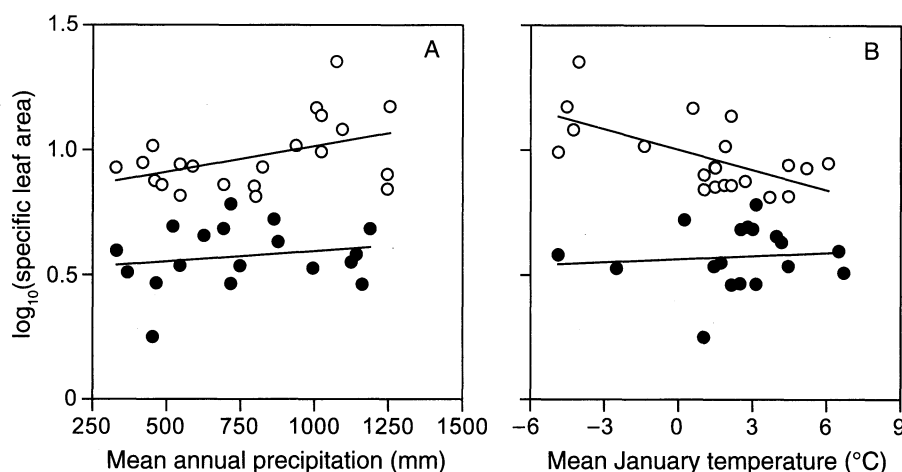 1.5
1.0
0.5
0
log10(specific leaf area)
A
250 500 750 1000 1250 1500
Mean annual precipitation (mm)
B
−6 −3 0 3 6 9
Mean January temperature (°C)